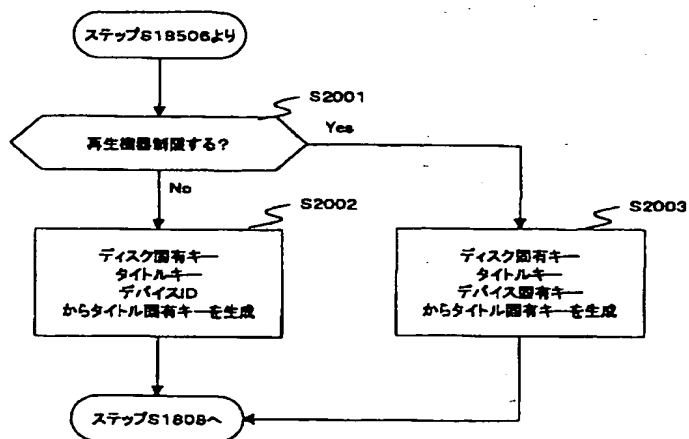 ステップS18506より
S2001
再生機器制限する?
Yes
No
S2002
ディスク固有キー
タイトルキー
デバイスID
からタイトル固有キーを生成
S2003
ディスク固有キー
タイトルキー
デバイス固有キー
からタイトル固有キーを生成
ステップS1808へ